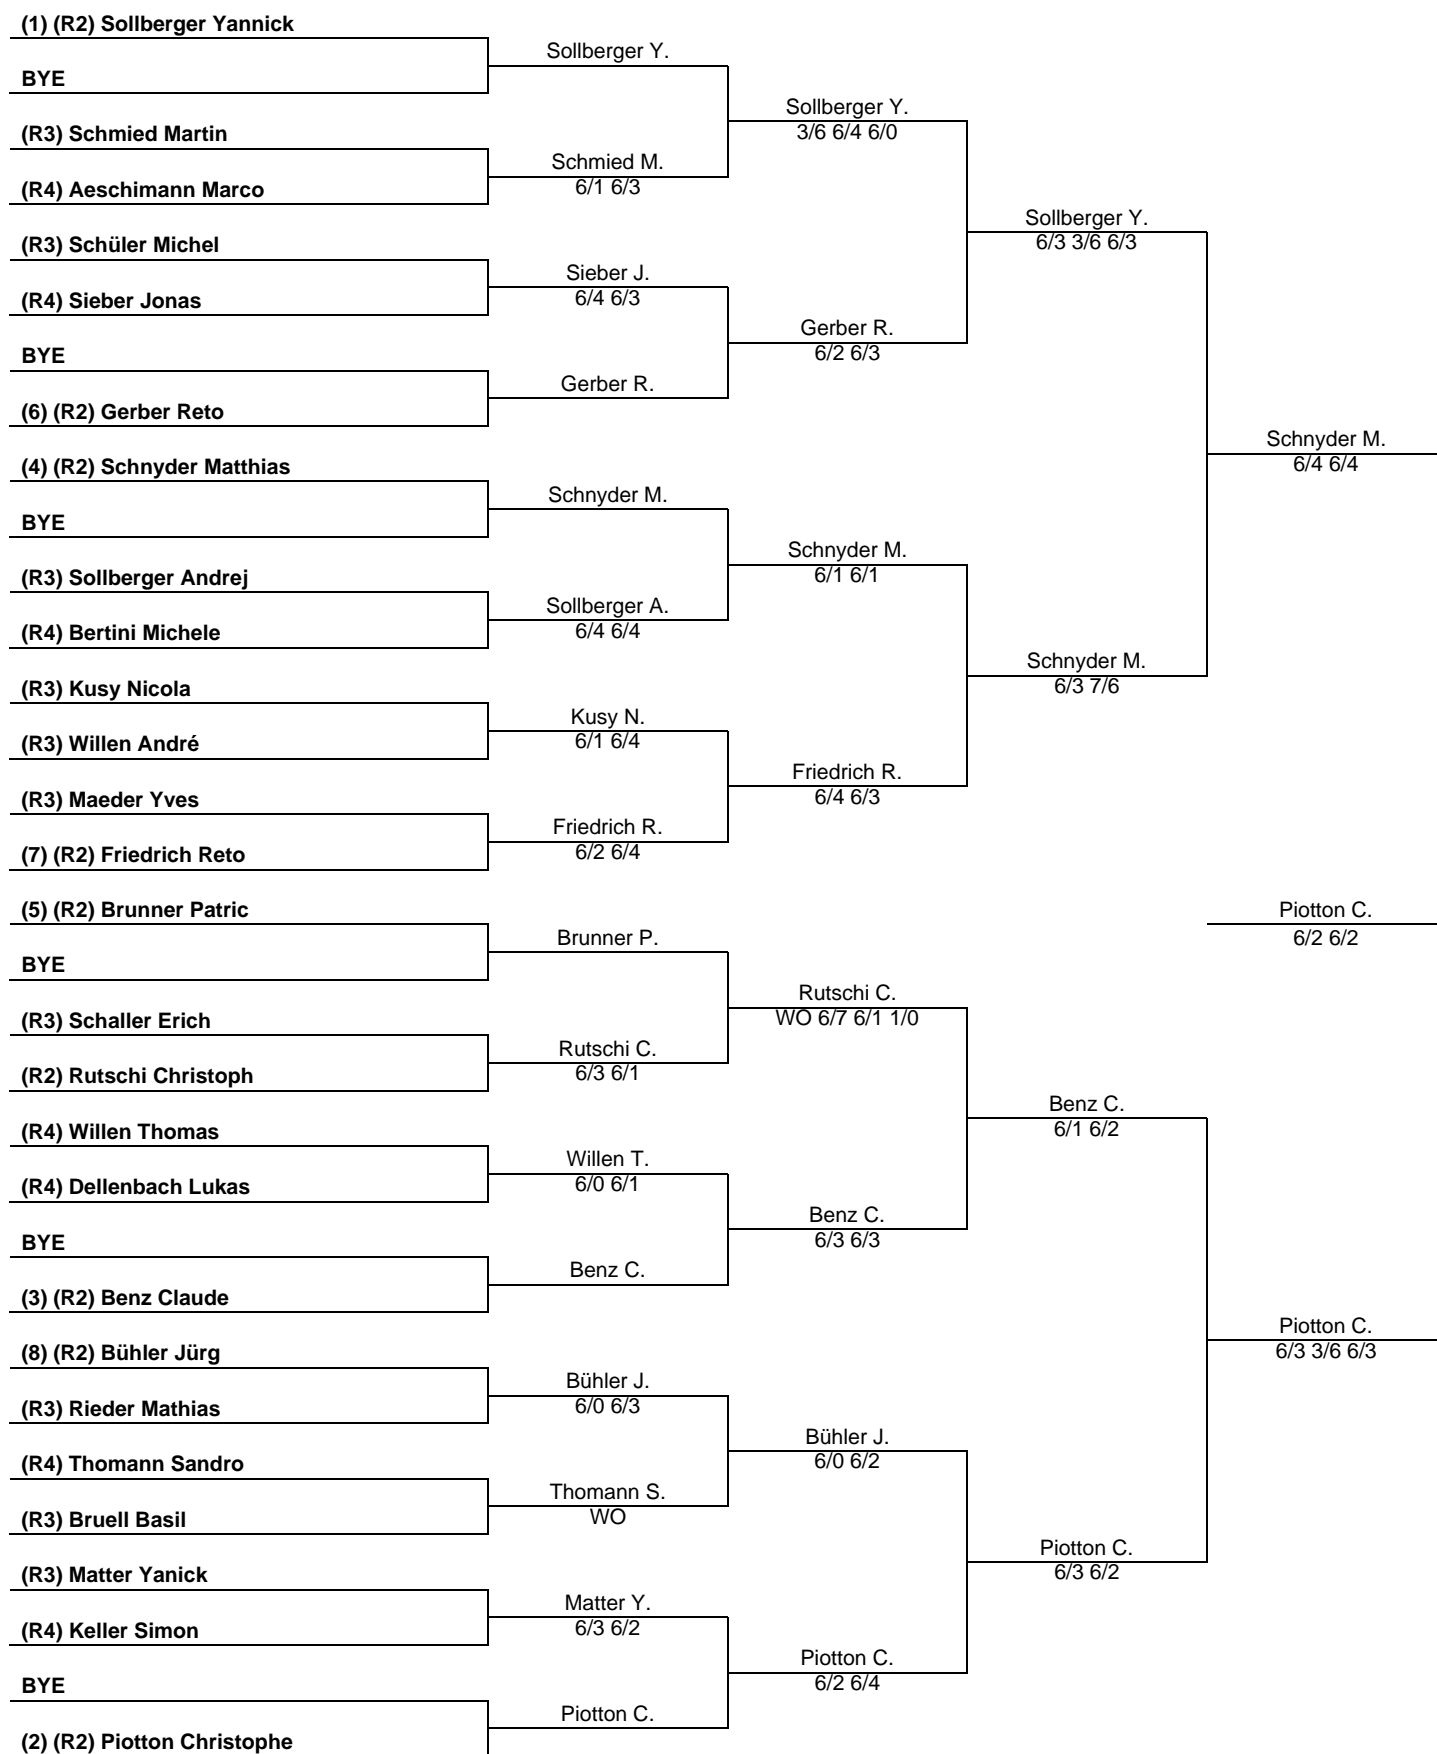 (1) (R2) Sollberger Yannick
Sollberger Y.
BYE
Sollberger Y.
3/6 6/4 6/0
(R3) Schmied Martin
Schmied M.
6/1 6/3
(R4) Aeschimann Marco
Sollberger Y.
6/3 3/6 6/3
(R3) Schüler Michel
Sieber J.
6/4 6/3
(R4) Sieber Jonas
Gerber R.
6/2 6/3
BYE
Gerber R.
(6) (R2) Gerber Reto
Schnyder M.
6/4 6/4
(4) (R2) Schnyder Matthias
Schnyder M.
BYE
Schnyder M.
6/1 6/1
(R3) Sollberger Andrej
Sollberger A.
6/4 6/4
(R4) Bertini Michele
Schnyder M.
6/3 7/6
(R3) Kusy Nicola
Kusy N.
6/1 6/4
(R3) Willen André
Friedrich R.
6/4 6/3
(R3) Maeder Yves
Friedrich R.
6/2 6/4
(7) (R2) Friedrich Reto
(5) (R2) Brunner Patric
Piotton C.
6/2 6/2
Brunner P.
BYE
Rutschi C.
WO 6/7 6/1 1/0
(R3) Schaller Erich
Rutschi C.
6/3 6/1
(R2) Rutschi Christoph
Benz C.
6/1 6/2
(R4) Willen Thomas
Willen T.
6/0 6/1
(R4) Dellenbach Lukas
Benz C.
6/3 6/3
BYE
Benz C.
(3) (R2) Benz Claude
Piotton C.
6/3 3/6 6/3
(8) (R2) Bühler Jürg
Bühler J.
6/0 6/3
(R3) Rieder Mathias
Bühler J.
6/0 6/2
(R4) Thomann Sandro
Thomann S.
WO
(R3) Bruell Basil
Piotton C.
6/3 6/2
(R3) Matter Yanick
Matter Y.
6/3 6/2
(R4) Keller Simon
Piotton C.
6/2 6/4
BYE
Piotton C.
(2) (R2) Piotton Christophe